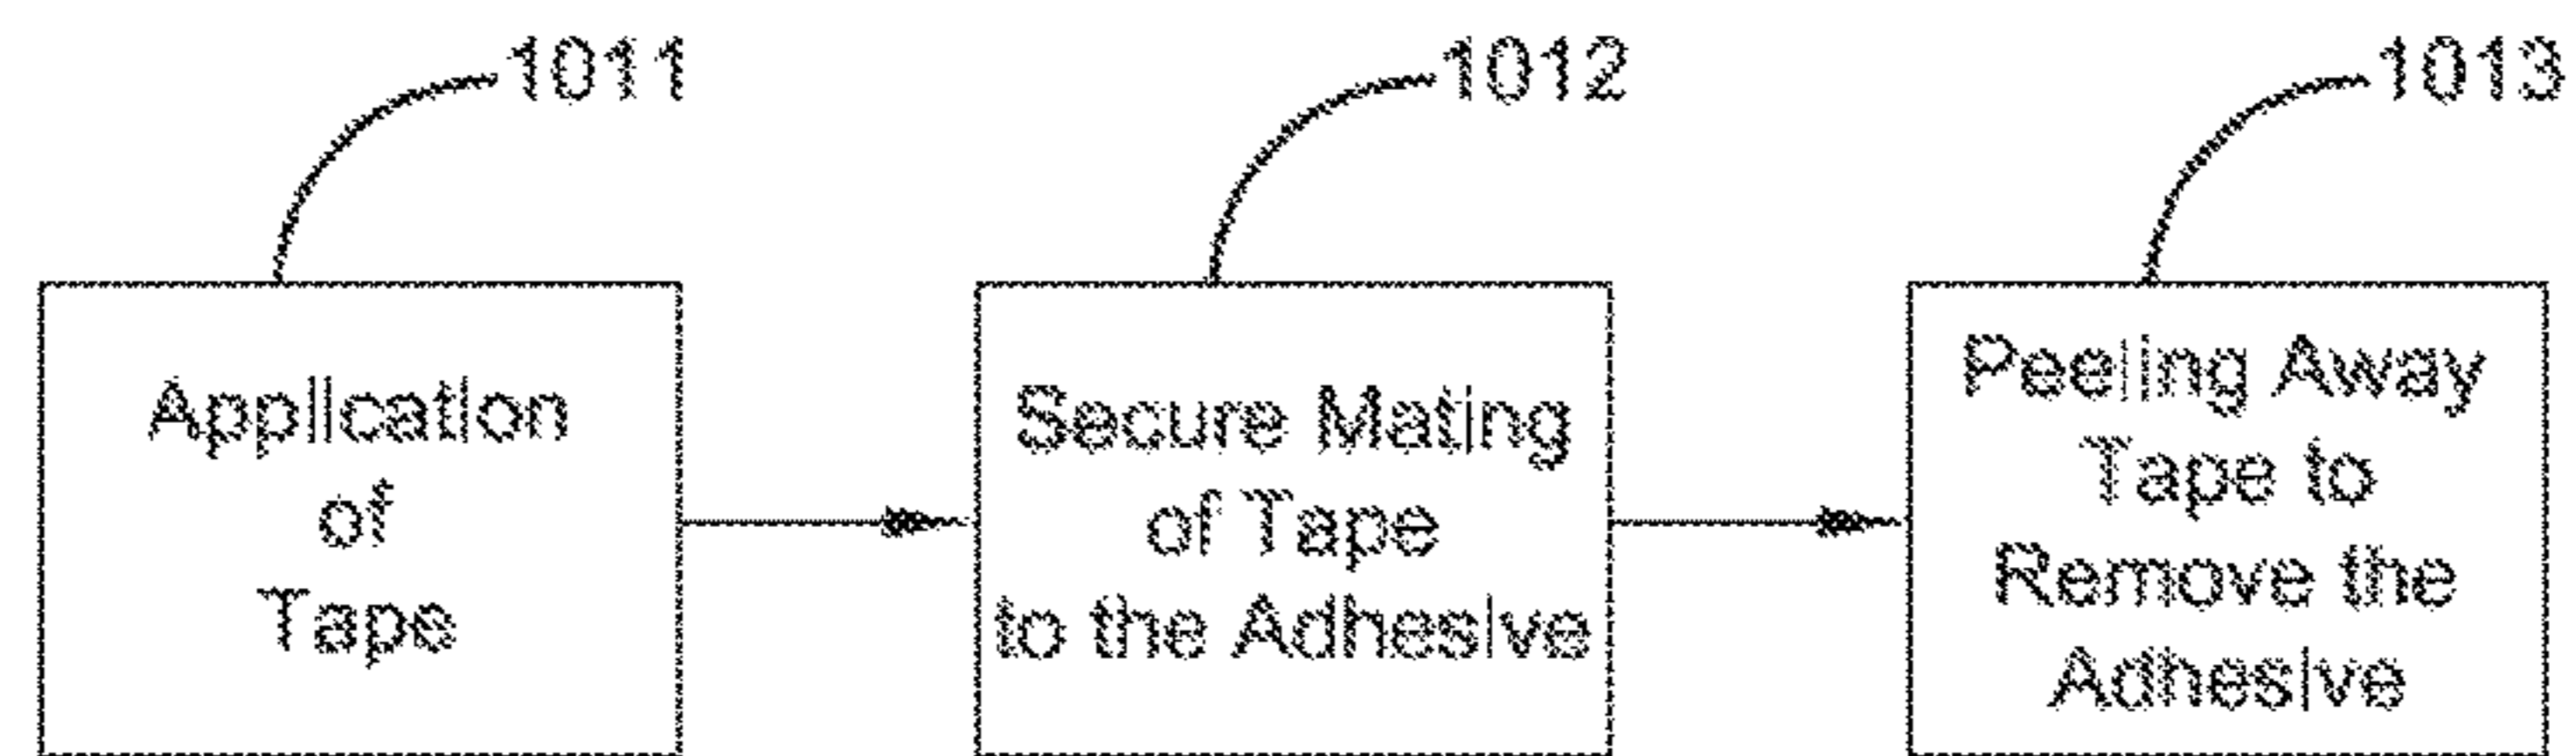 1011
1012
1013
Application
of
Tape
Secure Mating
of Tape
to the Adhesive
Peeling Away
Tape to
Remove the
Adhesive